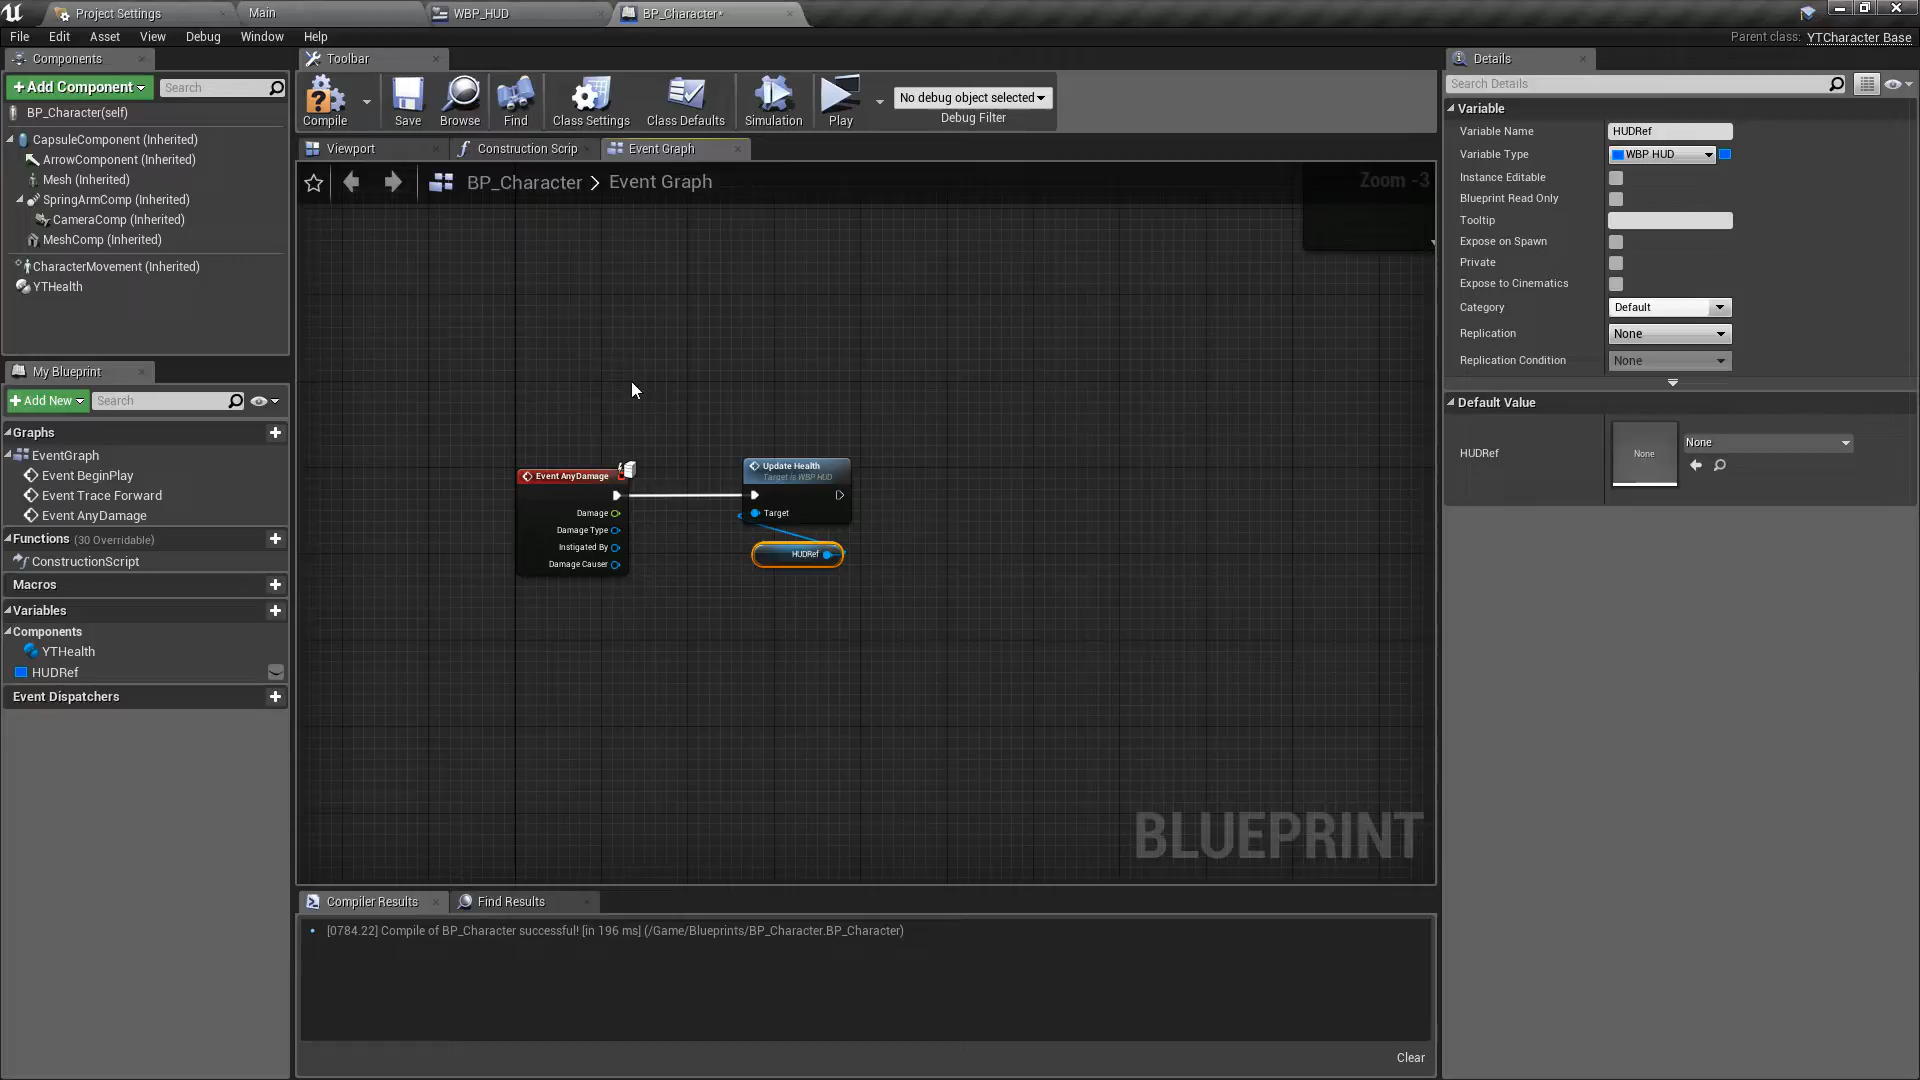 Project Settings
Main
WBP_HUD
BP_Character*
File Edit Asset View Debug Window Help
Parent class: YTCharacter Base
Components
+Add Component
Search
BP_Character(self)
CapsuleComponent (Inherited)
ArrowComponent (Inherited)
Mesh (Inherited)
SpringArmComp (Inherited)
CameraComp (Inherited)
MeshComp (Inherited)
CharacterMovement (Inherited)
YTHealth
My Blueprint
+Add New
Search
Graphs
EventGraph
Event BeginPlay
Event Trace Forward
Event AnyDamage
Functions (30 Overridable)
ConstructionScript
Macros
Variables
Components
YTHealth
HUDRef
Event Dispatchers
Toolbar
Compile
Save
Browse
Find
Class Settings
Class Defaults
Simulation
Play
No debug object selected
Debug Filter
Viewport
Construction Scrip
Event Graph
BP_Character > Event Graph
Zoom -3
Event AnyDamage
Damage
Damage Type
Instigated By
Damage Causer
Update Health
Target is WBP HUD
Target
HUDRef
BLUEPRINT
Compiler Results
Find Results
[0784.22] Compile of BP_Character successful! [in 196 ms] (/Game/Blueprints/BP_Character.BP_Character)
Clear
Details
Search Details
Variable
Variable Name HUDRef
Variable Type WBP HUD
Instance Editable
Blueprint Read Only
Tooltip
Expose on Spawn
Private
Expose to Cinematics
Category Default
Replication None
Replication Condition None
Default Value
HUDRef
None
None